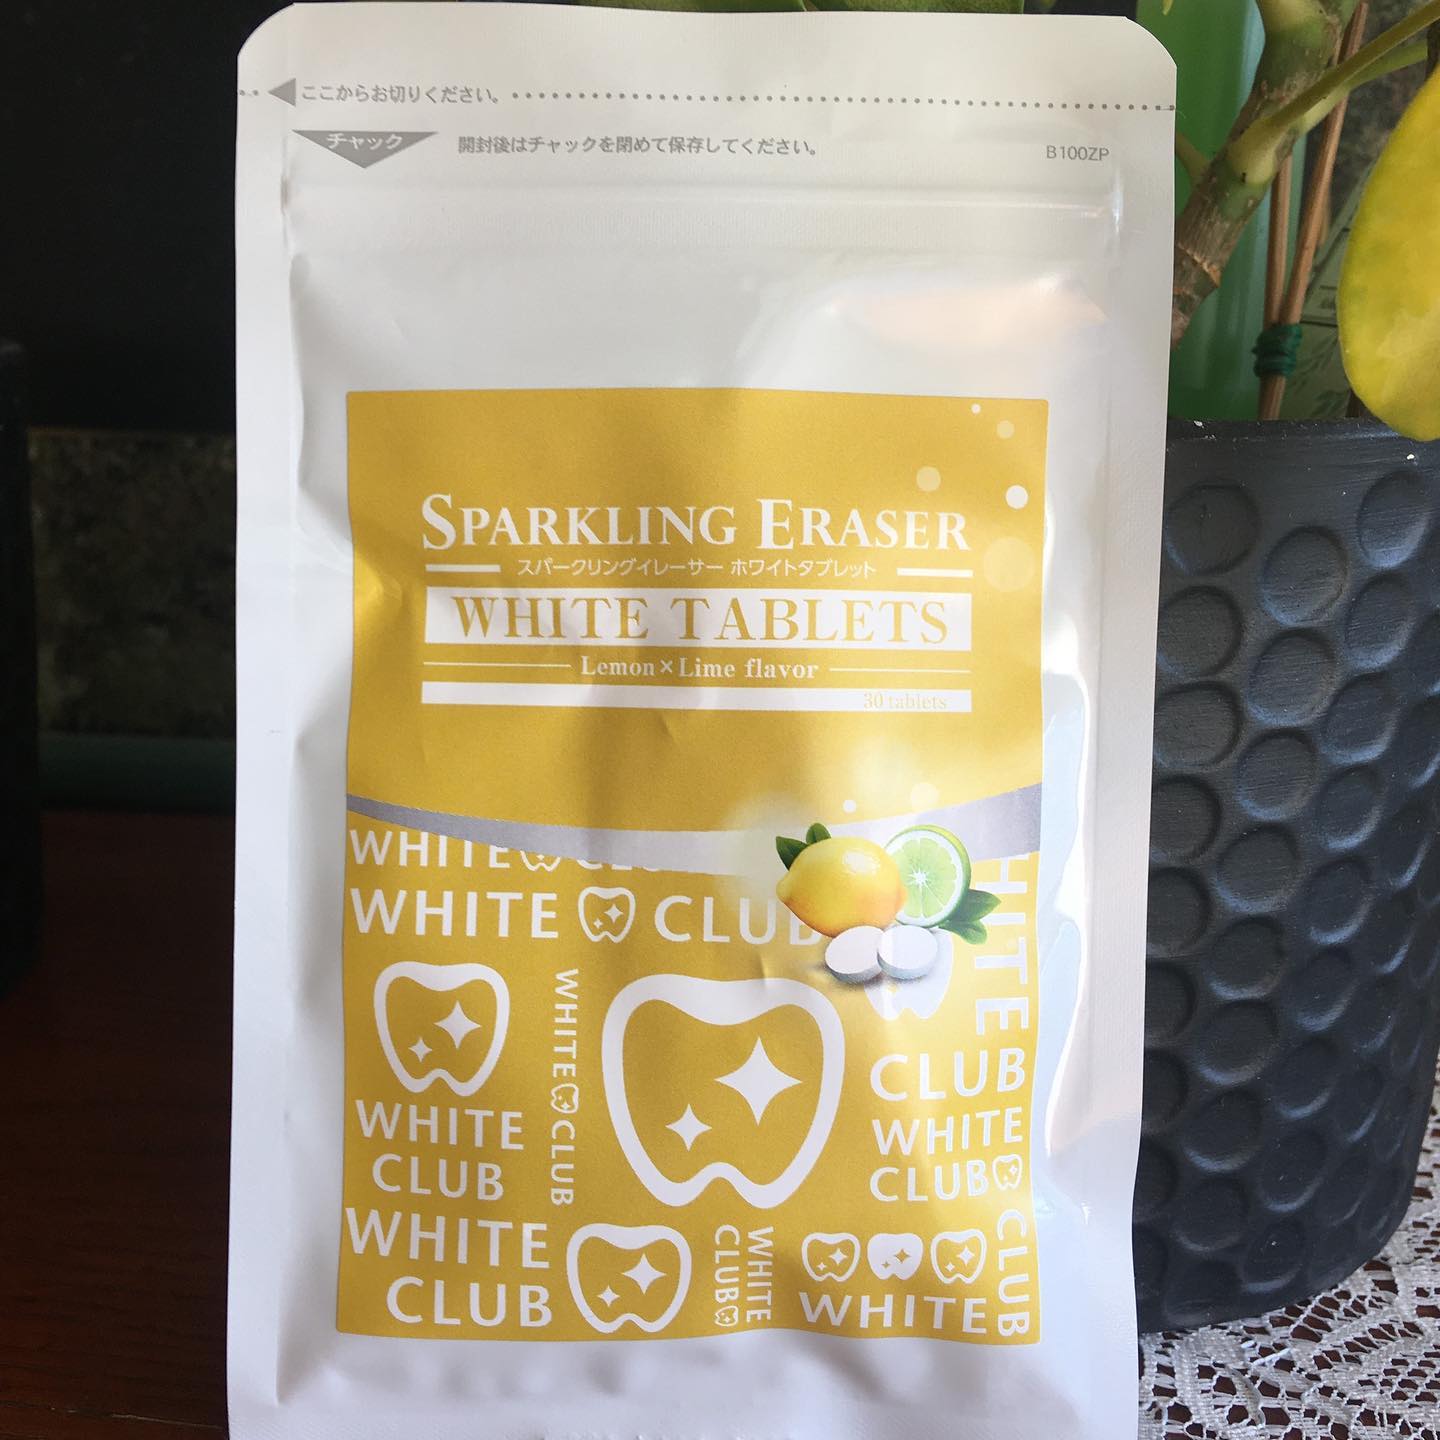 ここからお切りください。
チャック
開封後はチャックを閉めて保存してください。
B100ZP
SPARKLING ERASER
スパークリングイレーサー ホワイトタブレット
WHITE TABLETS
Lemon×Lime flavor
30 tablets
WHITE
WHITE CLUB
WHITE
CLUB
WHITE CLUB
WHITE
CLUB
WHITE
CLUB
WHITE
CLUB
WHITE
CLUB
WHITE
CLUB